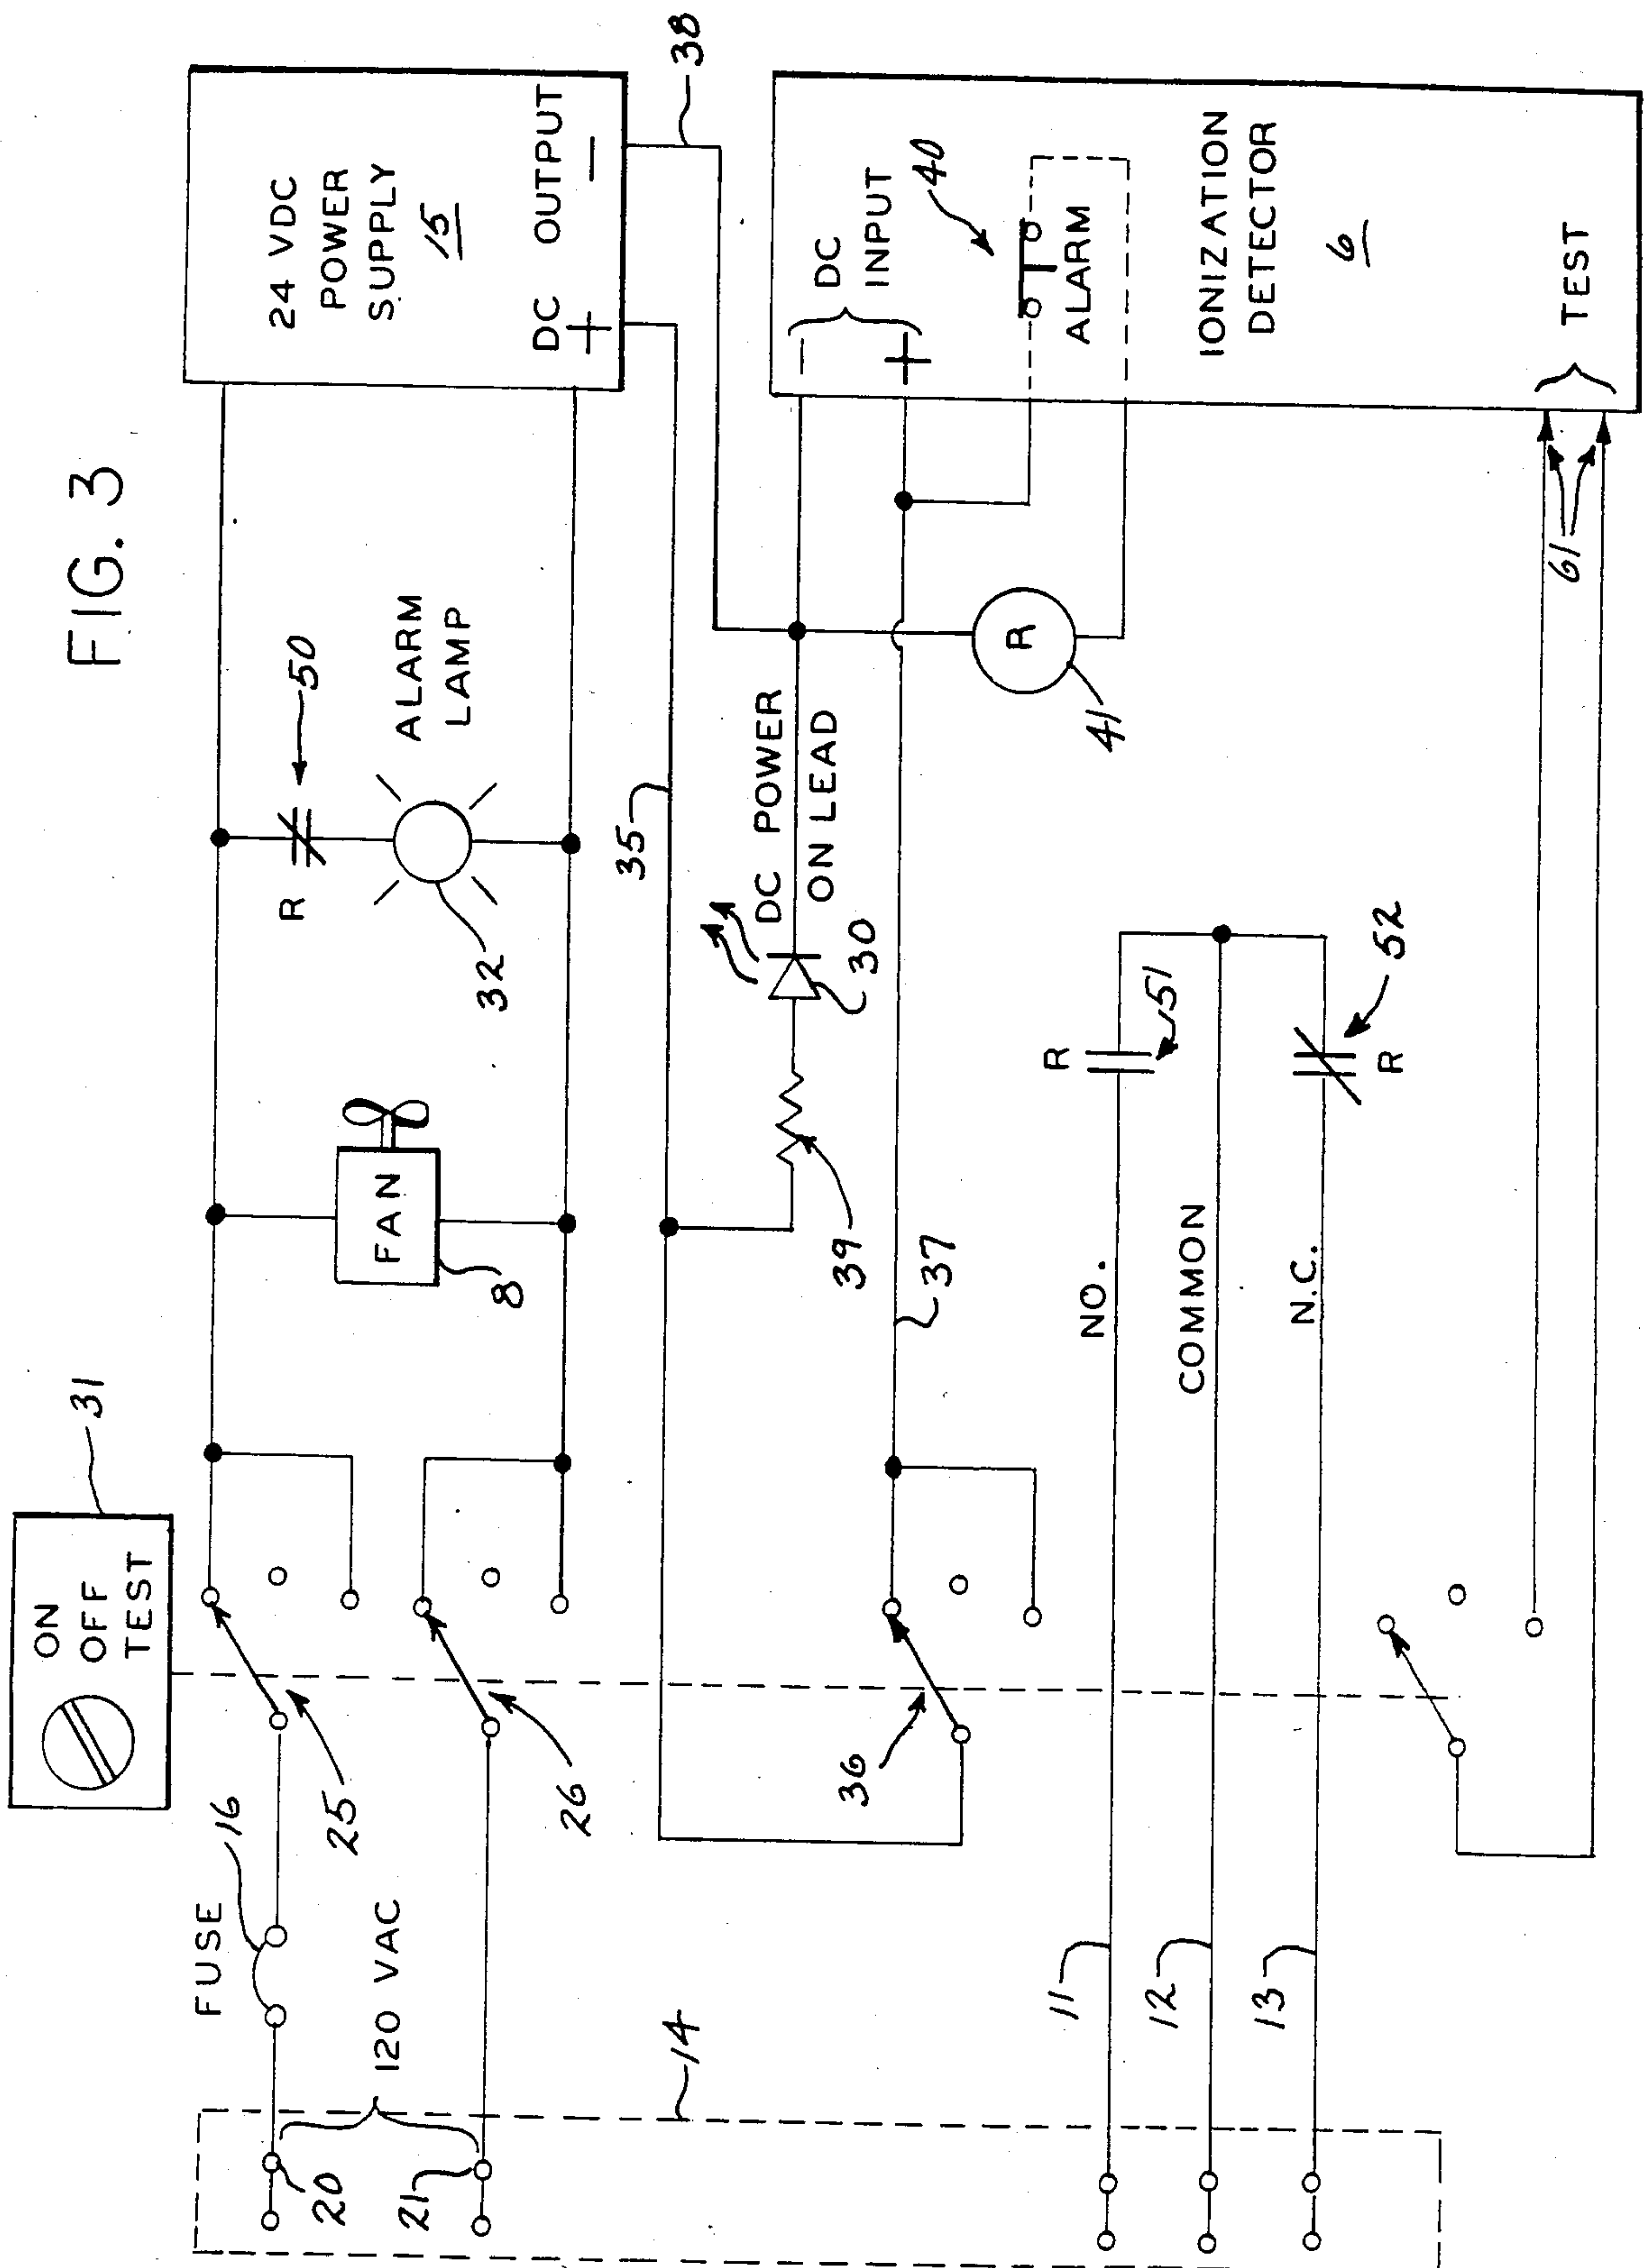 FIG. 3
ON
OFF
TEST
31
FUSE
16
25
26
120 VAC
20
21
14
FAN
8
R
50
ALARM
LAMP
32
24 VDC
POWER
SUPPLY
15
DC OUTPUT
+
−
38
35
DC POWER
ON LEAD
30
39
37
36
R
41
−
+
DC
INPUT
40
ALARM
IONIZATION
DETECTOR
6
TEST
61
NO.
R
51
COMMON
N.C.
R
52
11
12
13